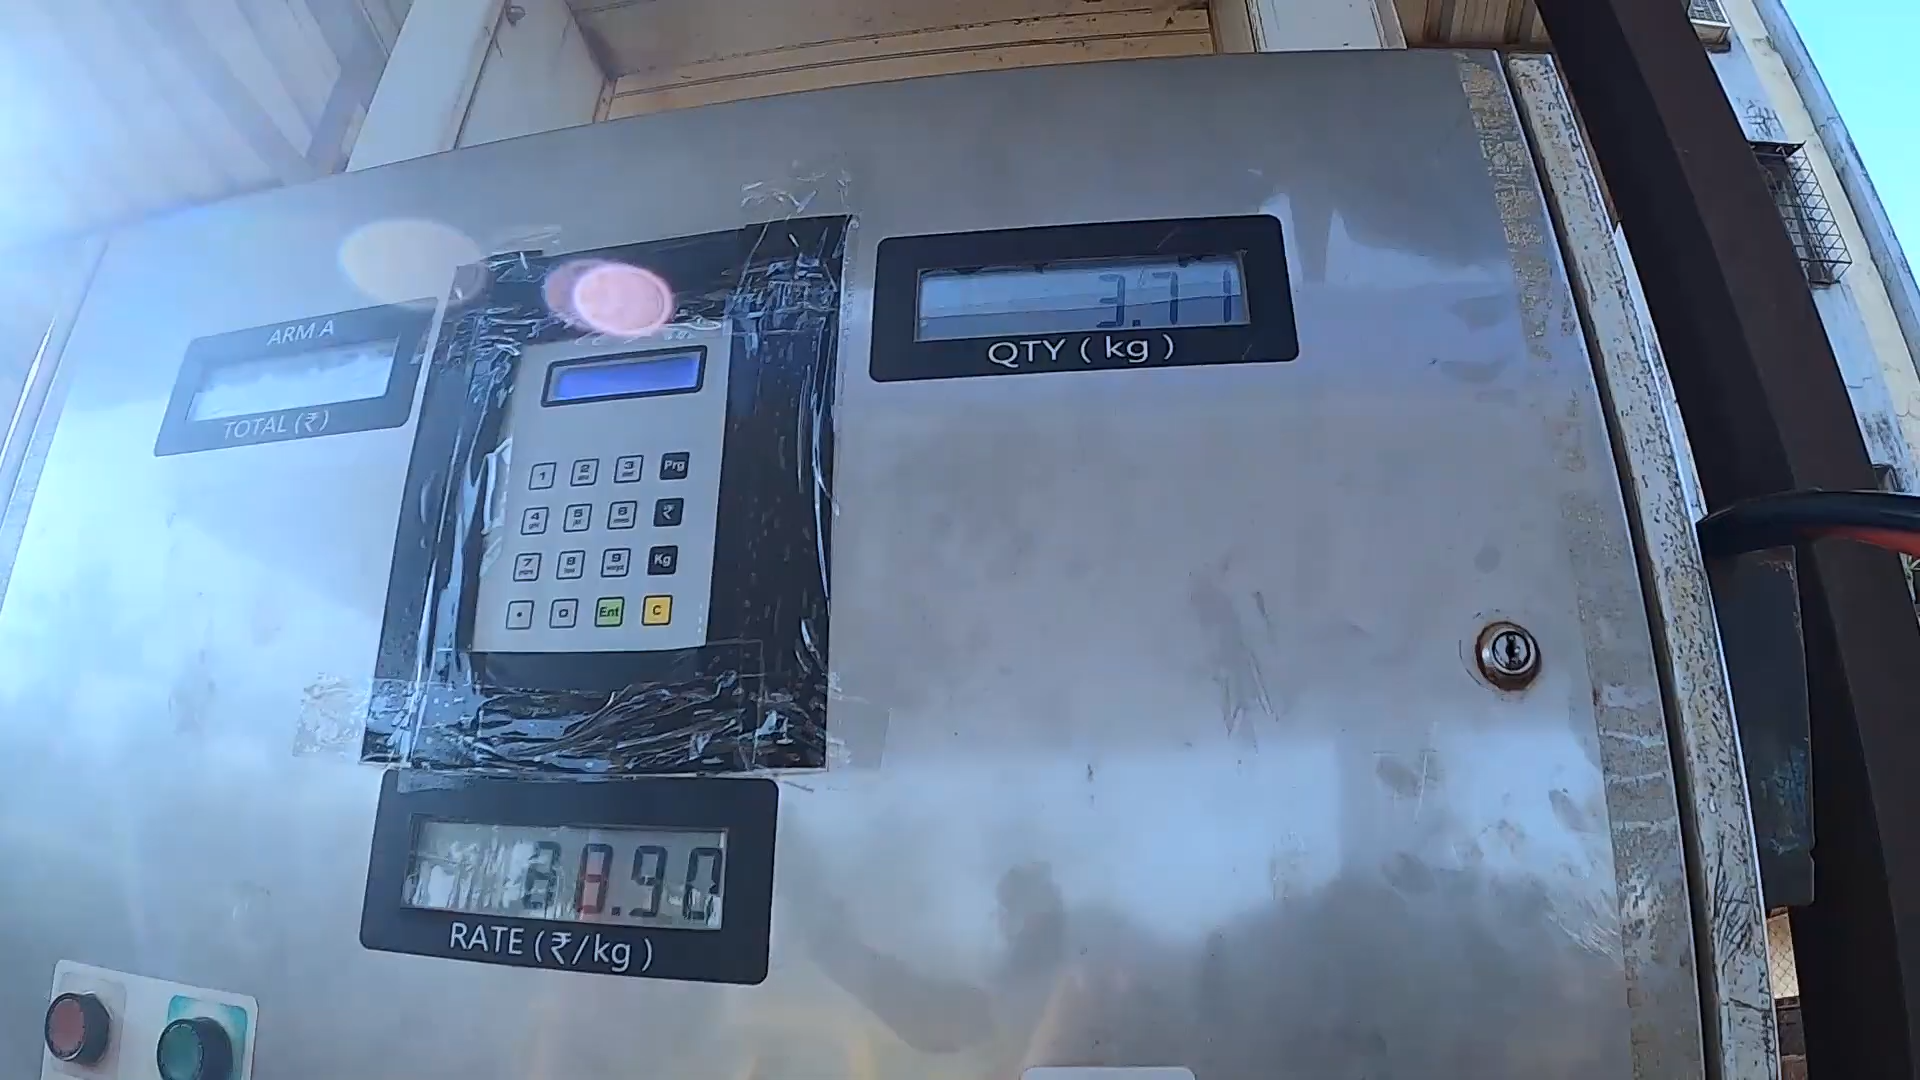 ARM A
TOTAL (₹)
3.71
QTY ( kg )
1
2
3
Prg
4
5
6
₹
7
8
9
Kg
.
0
Ent
C
88.90
RATE ( ₹/kg )